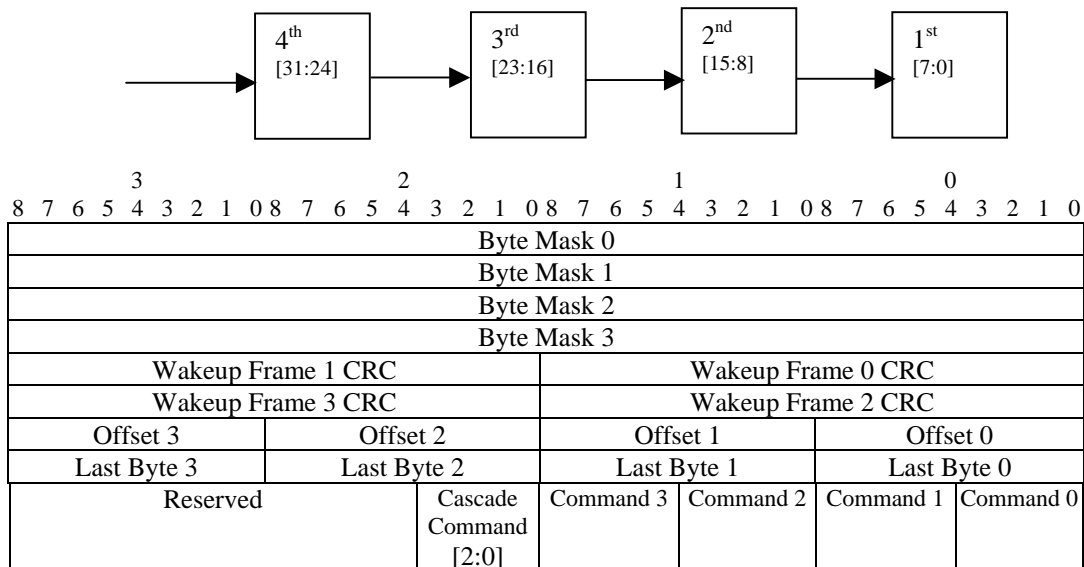 4th 3rd 2nd 1st
[31:24] [23:16] [15:8] [7:0]
3 2 1 0
8 7 6 5 4 3 2 1 0 8 7 6 5 4 3 2 1 0 8 7 6 5 4 3 2 1 0 8 7 6 5 4 3 2 1 0
Byte Mask 0
Byte Mask 1
Byte Mask 2
Byte Mask 3
Wakeup Frame 1 CRC Wakeup Frame 0 CRC
Wakeup Frame 3 CRC Wakeup Frame 2 CRC
Offset 3 Offset 2 Offset 1 Offset 0
Last Byte 3 Last Byte 2 Last Byte 1 Last Byte 0
Reserved Cascade Command 3 Command 2 Command 1 Command 0
Command
[2:0]